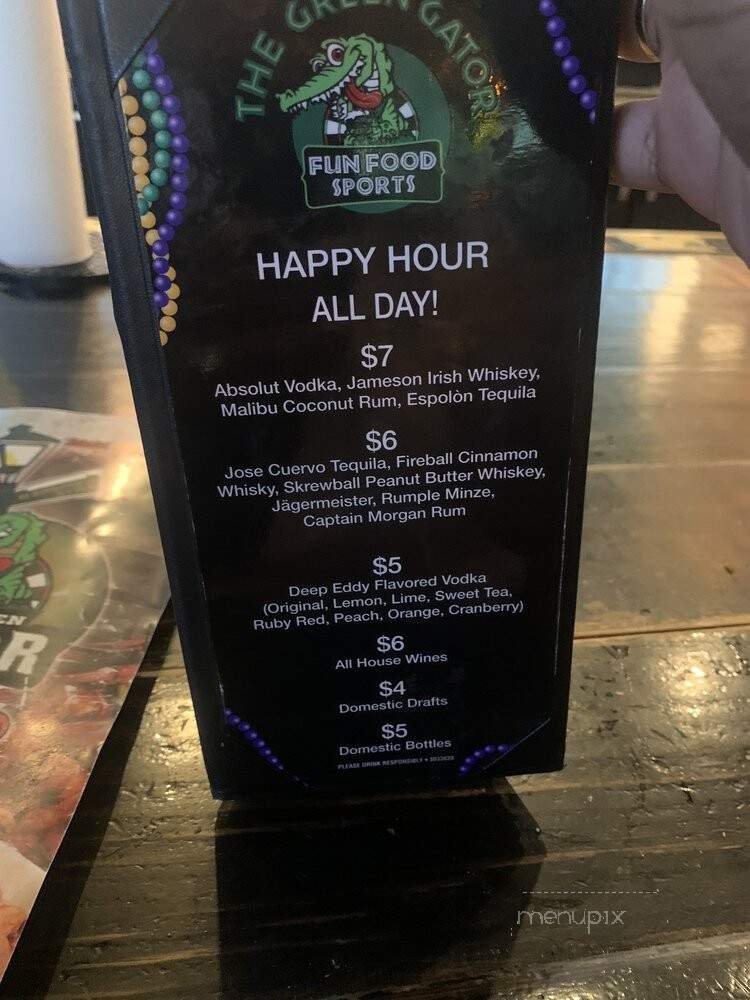 THE GREEN GATOR
FUN FOOD
SPORTS
HAPPY HOUR
ALL DAY!
$7
Absolut Vodka, Jameson Irish Whiskey,
Malibu Coconut Rum, Espolòn Tequila
$6
Jose Cuervo Tequila, Fireball Cinnamon
Whisky, Skrewball Peanut Butter Whiskey,
Jägermeister, Rumple Minze,
Captain Morgan Rum
$5
Deep Eddy Flavored Vodka
(Original, Lemon, Lime, Sweet Tea,
Ruby Red, Peach, Orange, Cranberry)
$6
All House Wines
$4
Domestic Drafts
$5
Domestic Bottles
PLEASE DRINK RESPONSIBLY •
menupix